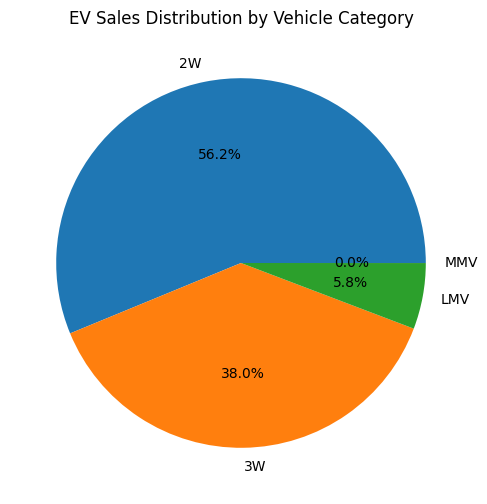 EV Sales Distribution by Vehicle Category
2W
56.2%
0.0%
MMV
5.8%
LMV
38.0%
3W